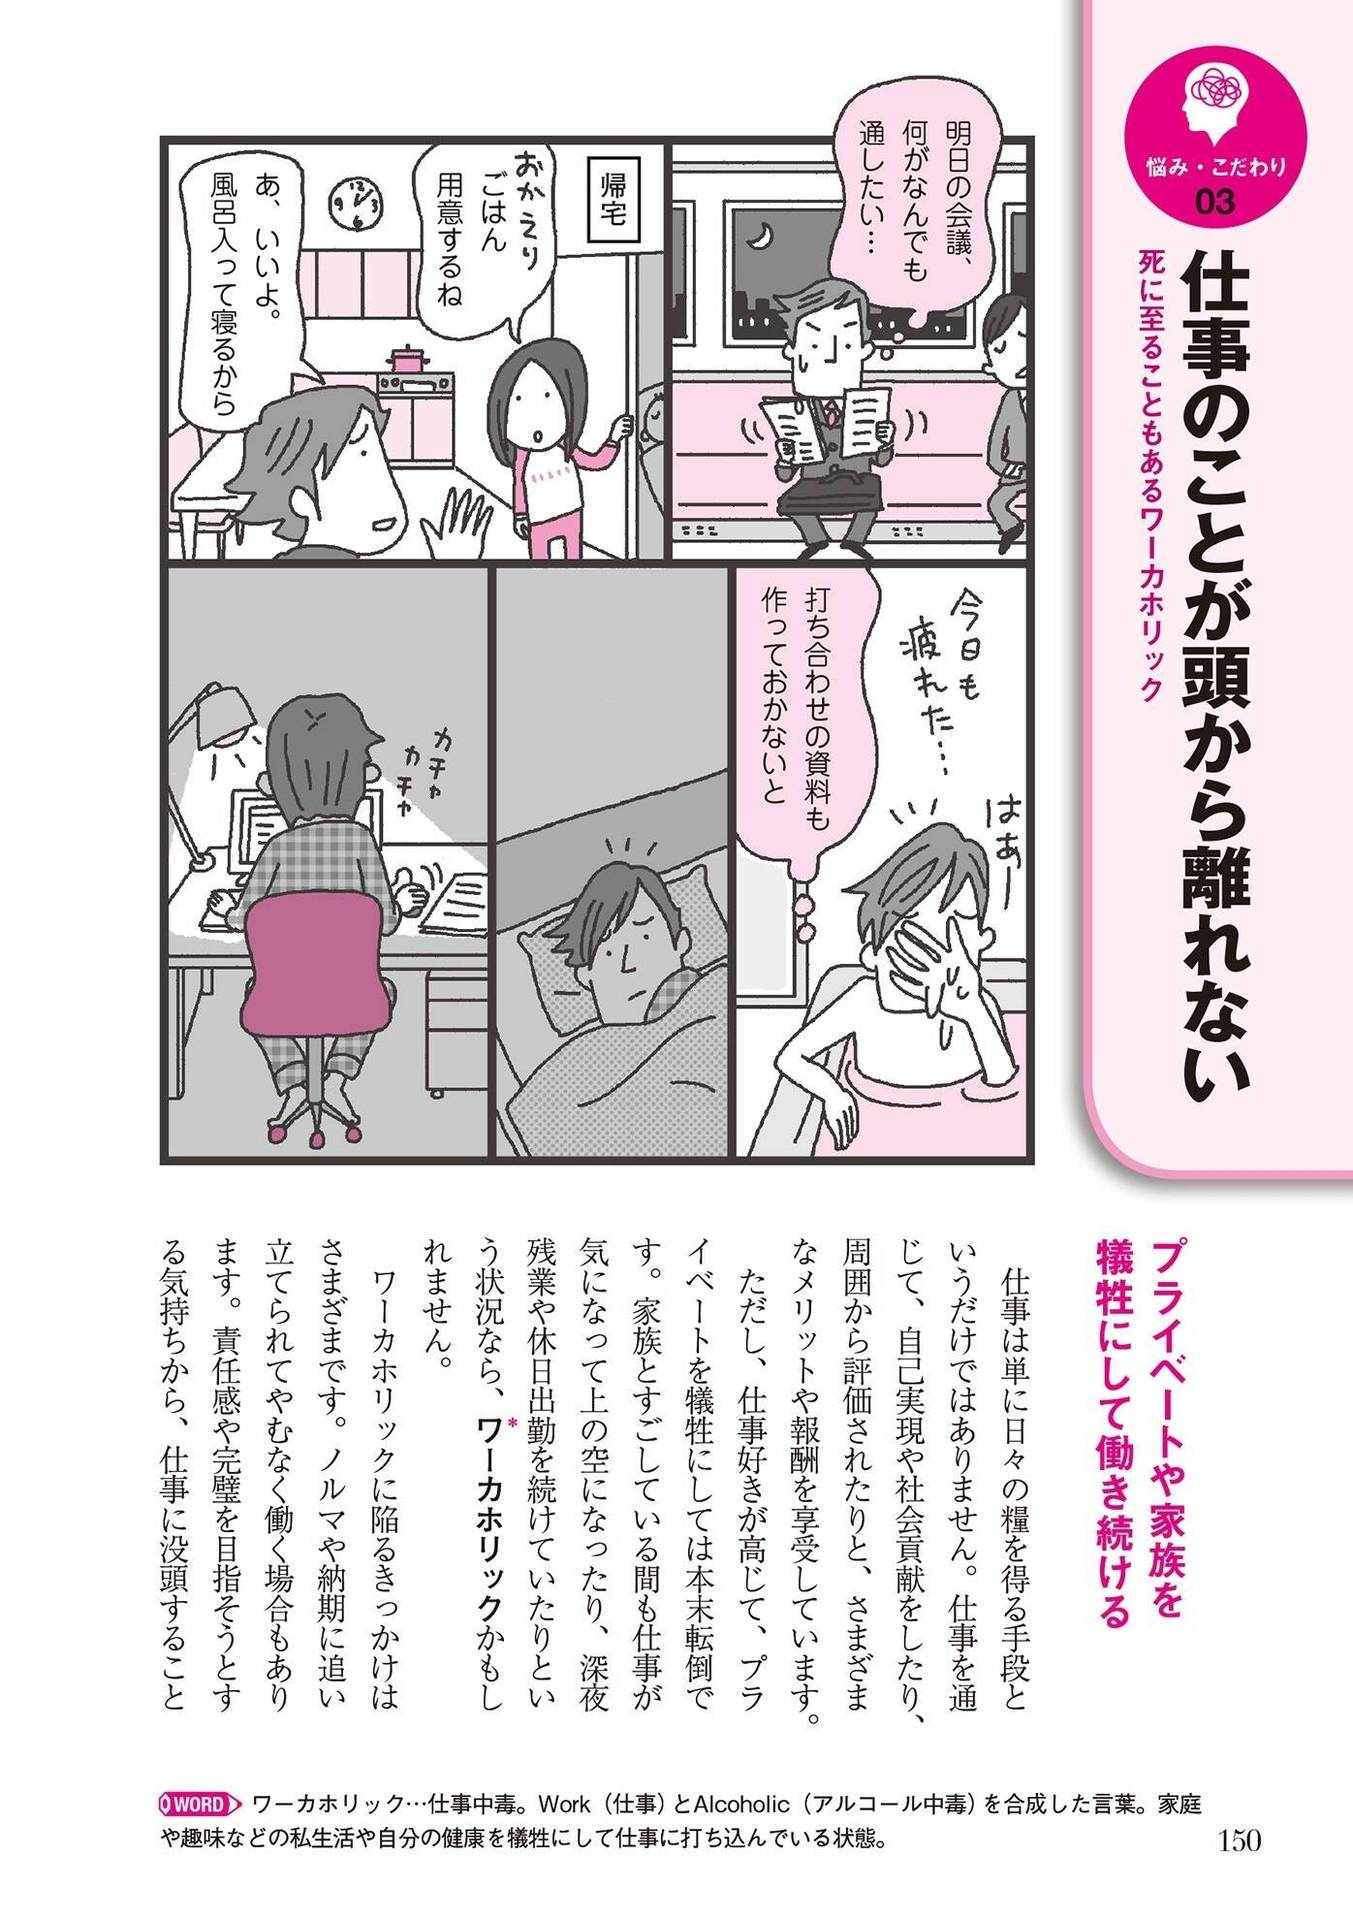 悩み・こだわり
03
仕事のことが頭から離れない
死に至ることもあるワーカホリック
明日の会議、
何がなんでも
通したい…
帰宅
おかえり
ごはん
用意するね
あ、いいよ。
風呂入って寝るから
12
3
6
9
今日も
疲れた…
はぁー
打ち合わせの資料も
作っておかないと
カチャ
カチャ
プライベートや家族を
犠牲にして働き続ける
仕事は単に日々の糧を得る手段と
いうだけではありません。仕事を通
じて、自己実現や社会貢献をしたり、
周囲から評価されたりと、さまざま
なメリットや報酬を享受しています。
ただし、仕事好きが高じて、プラ
イベートを犠牲にしては本末転倒で
す。家族とすごしている間も仕事が
気になって上の空になったり、深夜
残業や休日出勤を続けていたりとい
う状況なら、ワーカホリック*かもし
れません。
ワーカホリックに陥るきっかけは
さまざまです。ノルマや納期に追い
立てられてやむなく働く場合もあり
ます。責任感や完璧を目指そうとす
る気持ちから、仕事に没頭すること
WORD ワーカホリック…仕事中毒。Work（仕事）とAlcoholic（アルコール中毒）を合成した言葉。家庭
や趣味などの私生活や自分の健康を犠牲にして仕事に打ち込んでいる状態。
150